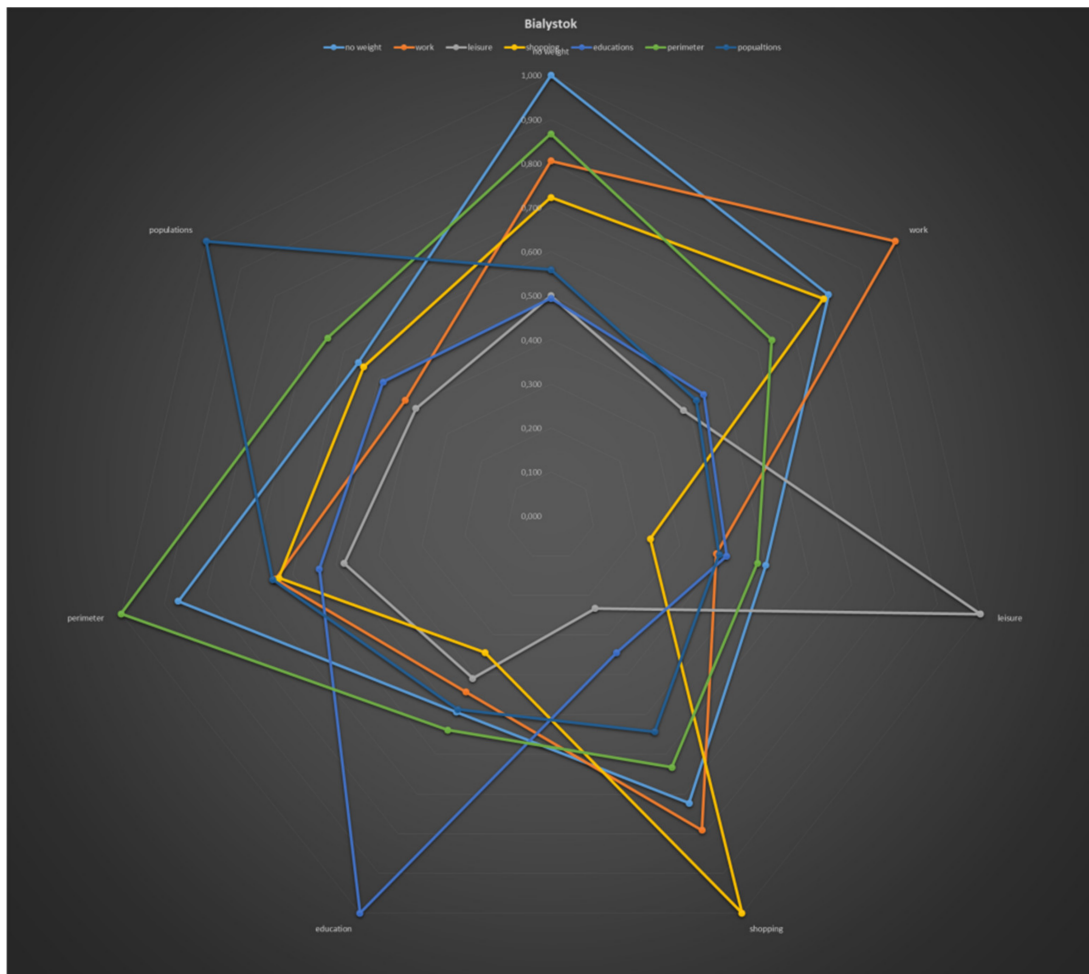 Bialystok
no weight work leisure shopping educations perimeter popualtions
no weight
1,000
0,900
0,800
0,700
populations
work
0,600
0,500
0,400
0,300
0,200
0,100
0,000
perimeter
leisure
education
shopping